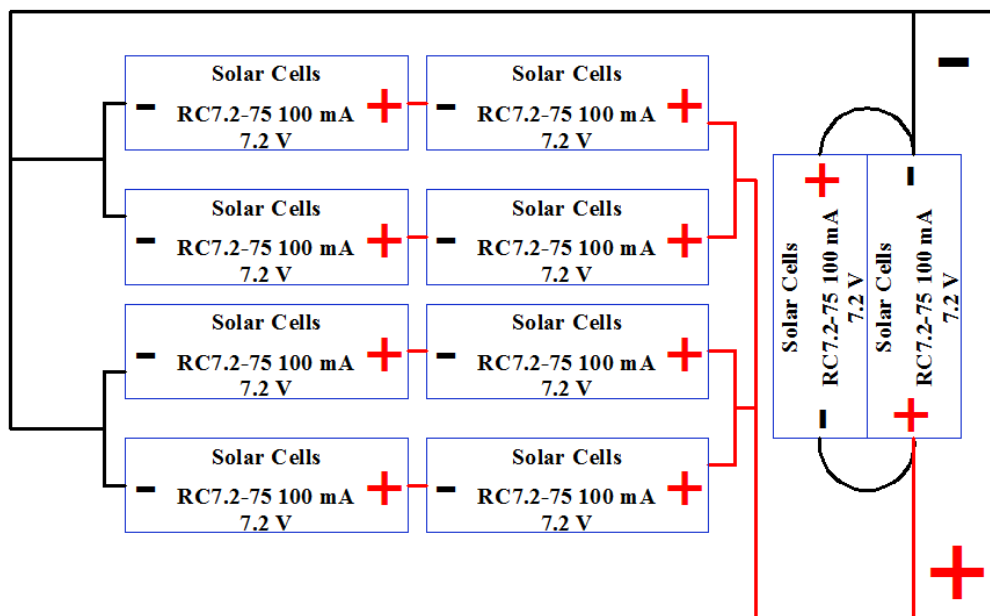 Solar Cells
- RC7.2-75 100 mA +
7.2 V
Solar Cells
- RC7.2-75 100 mA +
7.2 V
Solar Cells
- RC7.2-75 100 mA +
7.2 V
Solar Cells
- RC7.2-75 100 mA +
7.2 V
Solar Cells
- RC7.2-75 100 mA +
7.2 V
Solar Cells
- RC7.2-75 100 mA +
7.2 V
Solar Cells
- RC7.2-75 100 mA +
7.2 V
Solar Cells
- RC7.2-75 100 mA +
7.2 V
Solar Cells
- RC7.2-75 100 mA +
7.2 V
Solar Cells
+ RC7.2-75 100 mA -
7.2 V
-
+